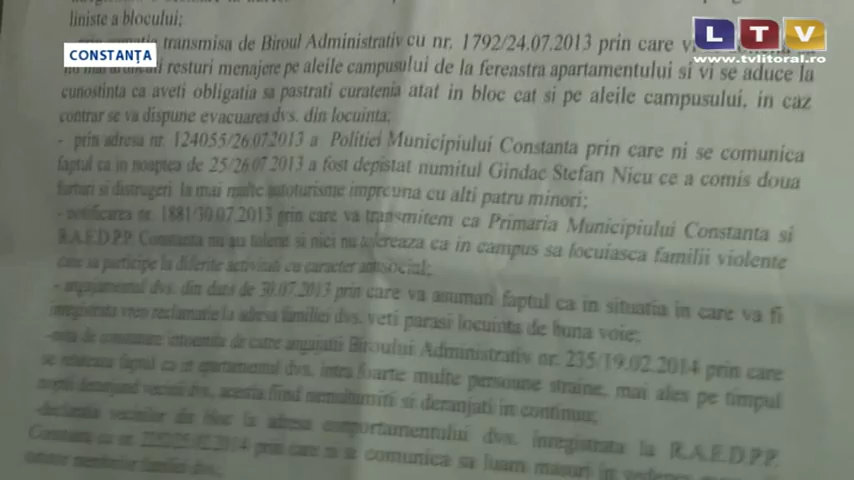 liniste a blocului;
LTV
www.tvlitoral.ro
CONSTANȚA
transmisa de Biroul Administrativ cu nr. 1792/24.07.2013 prin care
resturi menajere pe aleile campusului de la fereastra apartamentului si vi se aduce la
cunostinta ca aveti obligatia sa pastrati curatenia atat in bloc cat si pe aleile campusului, in caz
contrar se va dispune evacuarea dvs. din locuinta;
- prin adresa nr. 124055/26.07.2013 a Politiei Municipiului Constanta prin care ni se comunica
faptul ca in noaptea de 25/26.07.2013 a fost depistat numitul Gindac Stefan Nicu ce a comis doua
furturi si distrugeri la mai multe autoturisme impreuna cu alti patru minori;
- notificarea nr. 1881/30.07.2013 prin care va transmitem ca Primaria Municipiului Constanta si
R.A.E.D.P.P. Constanta nu au tolerat si nici nu tolereaza ca in campus sa locuiasca familii violente
care sa participe la diferite activitati cu caracter antisocial;
- angajamentul dvs. din data de 30.07.2013 prin care va asumati faptul ca in situatia in care va fi
inregistrata vreo reclamatie la adresa familiei dvs. veti parasi locuinta de buna voie;
-nota de constatare intocmita de catre angajatii Biroului Administrativ nr. 235/19.02.2014 prin care
se faptul ca in apartamentul dvs. intra foarte multe persoane straine, mai ales pe timpul
noptii deranjand vecinii dvs., acestia fiind nemultumiti si deranjati in continuu;
-declaratia vecinilor de bloc la adresa comportamentului dvs. inregistrata la R.A.E.D.P.P.
Constanta cu nr. prin care ni se comunica sa luam masuri in vederea
familiei dvs.,